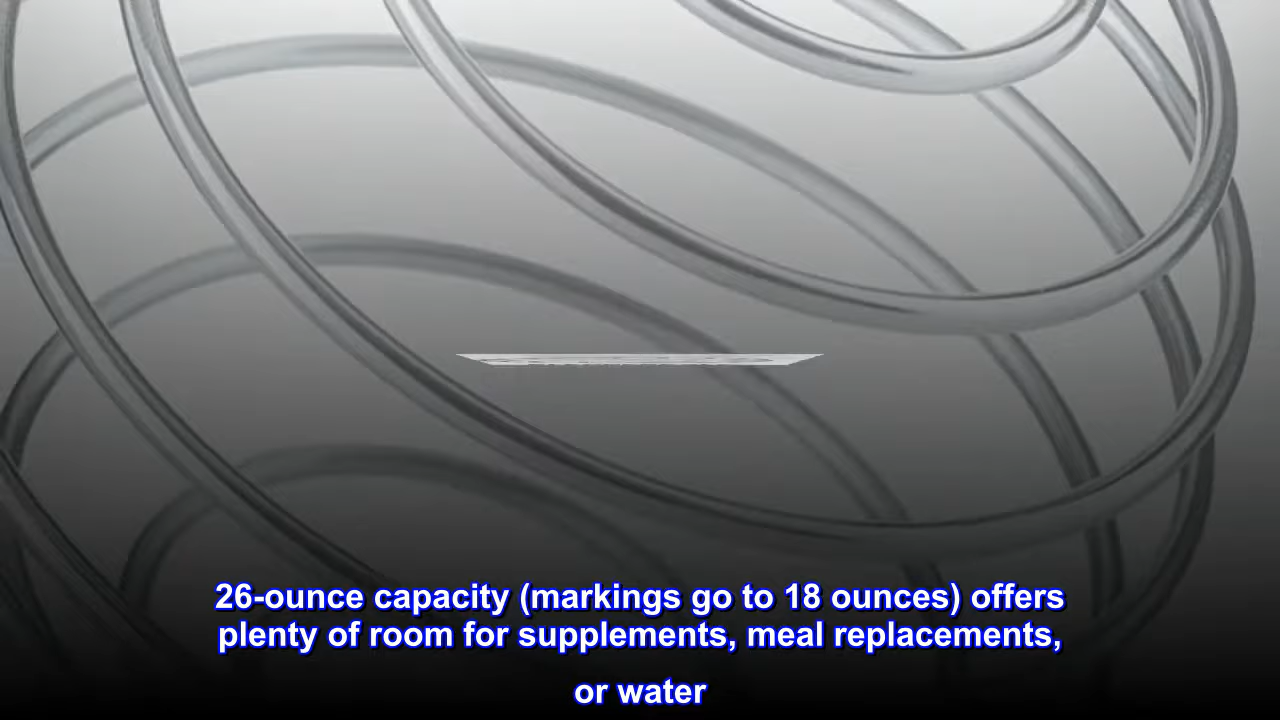 26-ounce capacity (markings go to 18 ounces) offers
plenty of room for supplements, meal replacements,
or water